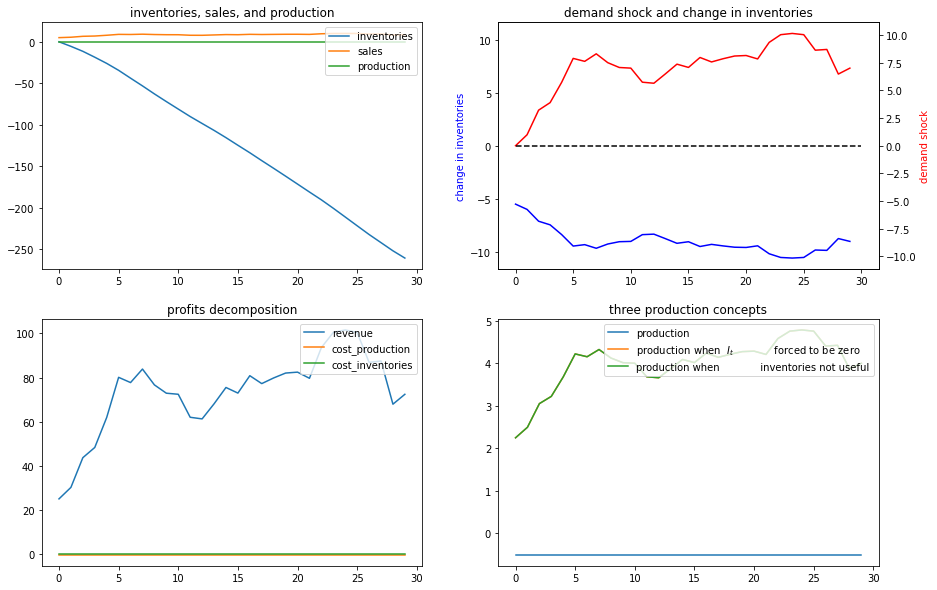 inventories, sales, and production
inventories
sales
production
0
−50
−100
−150
−200
−250
0 5 10 15 20 25 30
demand shock and change in inventories
change in inventories
10
5
0
−5
−10
10.0
7.5
5.0
2.5
0.0
−2.5
−5.0
−7.5
−10.0
demand shock
0 5 10 15 20 25 30
profits decomposition
revenue
cost_production
cost_inventories
100
80
60
40
20
0
0 5 10 15 20 25 30
three production concepts
production
production when I_t forced to be zero
production when inventories not useful
5
4
3
2
1
0
0 5 10 15 20 25 30